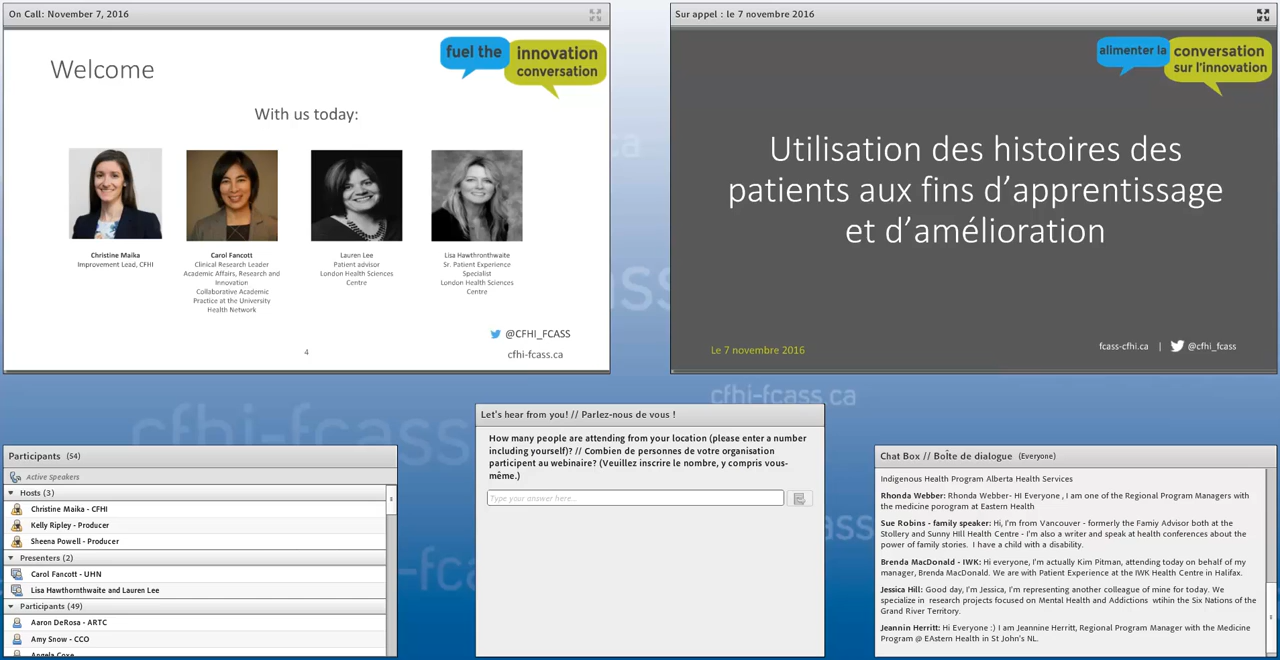 On Call: November 7, 2016
Welcome
fuel the
innovation
conversation
With us today:
Christine Maika
Improvement Lead, CFHI
Carol Fancott
Clinical Research Leader
Academic Affairs, Research and
Innovation
Collaborative Academic
Practice at the University
Health Network
Lauren Lee
Patient advisor
London Health Sciences
Centre
Lisa Hawthronthwaite
Sr. Patient Experience
Specialist
London Health Sciences
Centre
@CFHI_FCASS
4
cfhi-fcass.ca
Sur appel : le 7 novembre 2016
alimenter la
conversation
sur l'innovation
Utilisation des histoires des
patients aux fins d'apprentissage
et d'amélioration
Le 7 novembre 2016
fcass-cfhi.ca | @cfhi_fcass
cfhi-fcass.ca
cfhi-fcass
Participants (54)
Active Speakers
Hosts (3)
Christine Maika - CFHI
Kelly Ripley - Producer
Sheena Powell - Producer
Presenters (2)
Carol Fancott - UHN
Lisa Hawthornthwaite and Lauren Lee
Participants (49)
Aaron DeRosa - ARTC
Amy Snow - CCO
Angela Coxe
Let's hear from you! // Parlez-nous de vous !
How many people are attending from your location (please enter a number
including yourself)? // Combien de personnes de votre organisation
participent au webinaire? (Veuillez inscrire le nombre, y compris vous-
même.)
Type your answer here...
Chat Box // Boîte de dialogue (Everyone)
Indigenous Health Program Alberta Health Services
Rhonda Webber: Rhonda Webber- HI Everyone , I am one of the Regional Program Managers with
the medicine porogram at Eastern Health
Sue Robins - family speaker: Hi, I'm from Vancouver - formerly the Famiy Advisor both at the
Stollery and Sunny HIll Health Centre - I'm also a writer and speak at health conferences about the
power of family stories. I have a child with a disability.
Brenda MacDonald - IWK: Hi everyone, I'm actually Kim Pitman, attending today on behalf of my
manager, Brenda MacDonald. We are with Patient Experience at the IWK Health Centre in Halifax.
Jessica Hill: Good day, I'm Jessica, I'm representing another colleague of mine for today. We
specialize in research projects focused on Mental Health and Addictions wtihin the Six Nations of the
Grand River Territory.
Jeannin Herritt: Hi Everyone :) I am Jeannine Herritt, Regional Program Manager with the Medicine
Program @ EAstern Health in St John's NL.